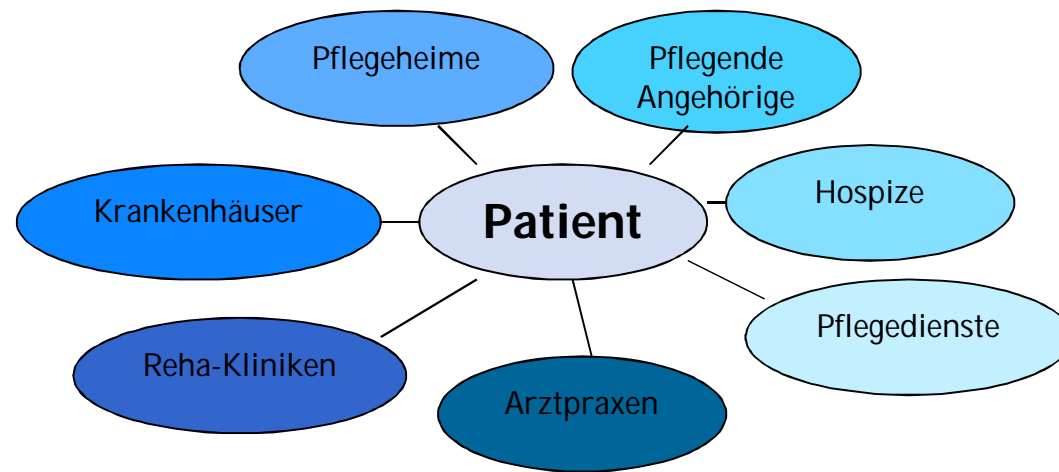 Pflegeheime
Pflegende
Angehörige
Krankenhäuser
Patient
Hospize
Reha-Kliniken
Pflegedienste
Arztpraxen